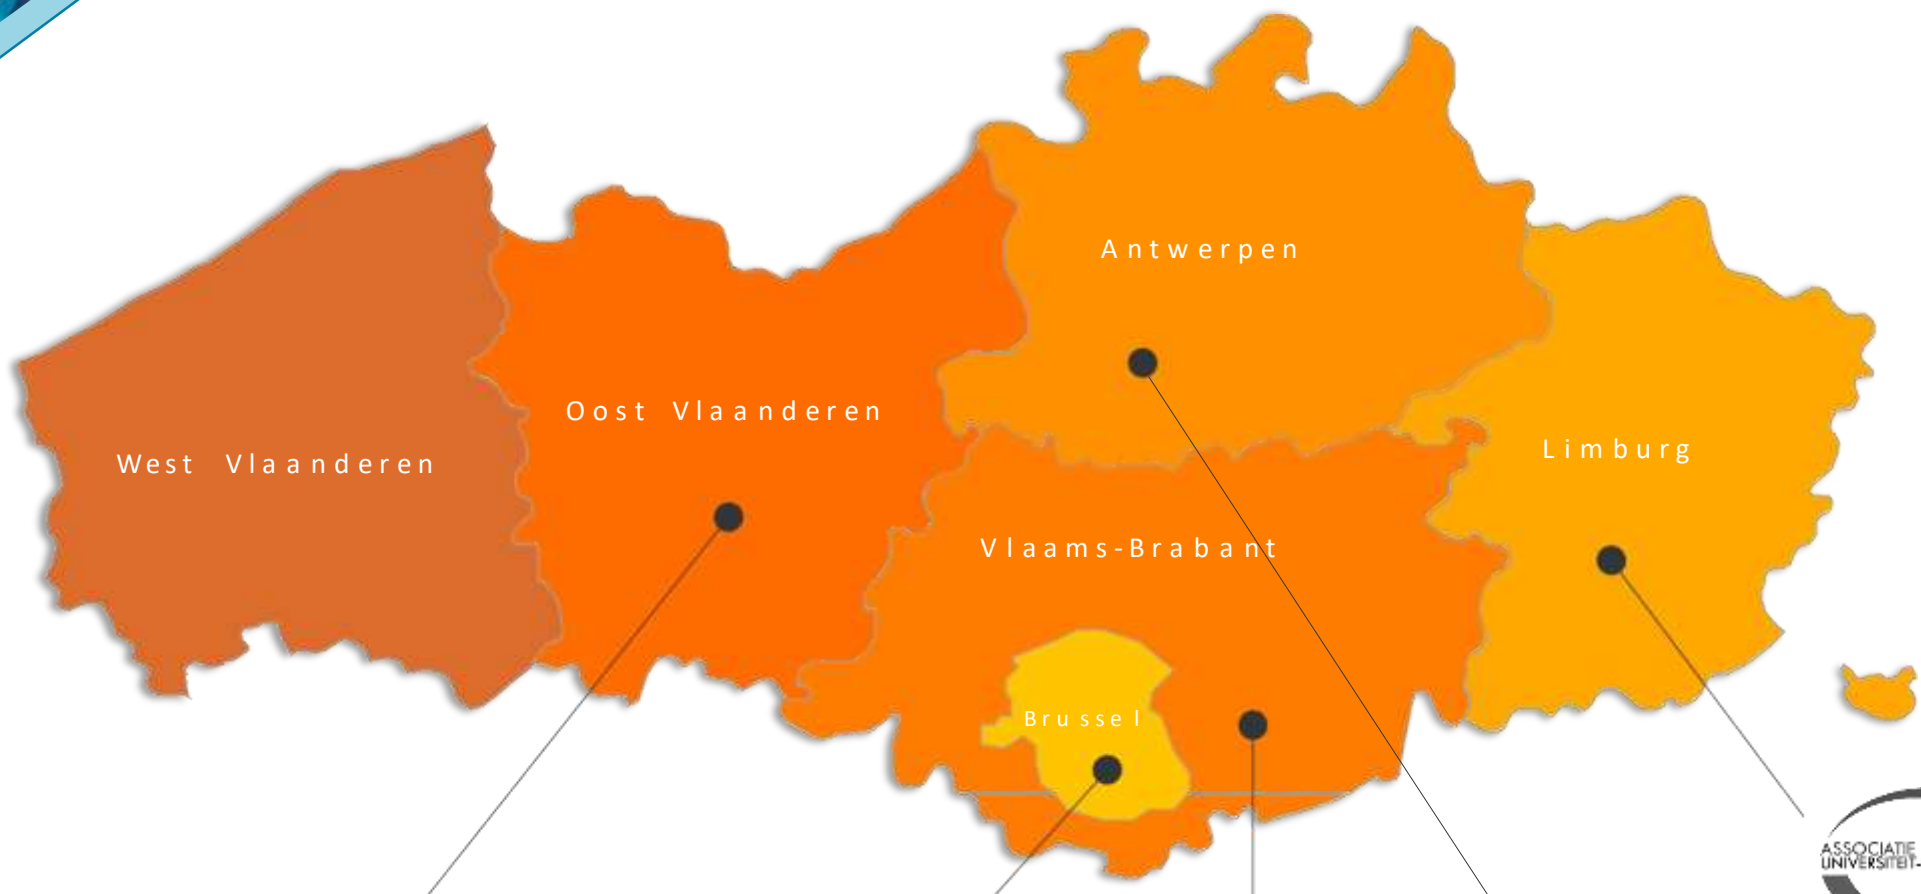 Antwerpen
Oost Vlaanderen
West Vlaanderen
Limburg
Vlaams-Brabant
Brussel
ASSOCIATIE
UNIVERSITEIT-